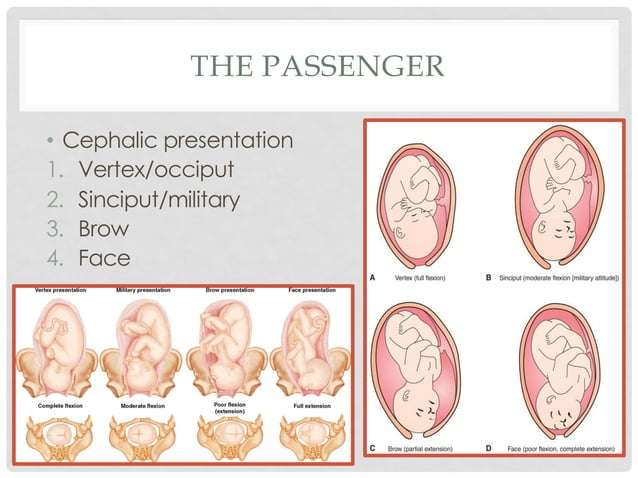 THE PASSENGER
• Cephalic presentation
1. Vertex/occiput
2. Sinciput/military
3. Brow
4. Face
Vertex presentation Military presentation Brow presentation Face presentation
Complete flexion Moderate flexion Poor flexion (extension) Full extension
A Vertex (full flexion)
B Sinciput (moderate flexion [military attitude])
C Brow (partial extension)
D Face (poor flexion, complete extension)